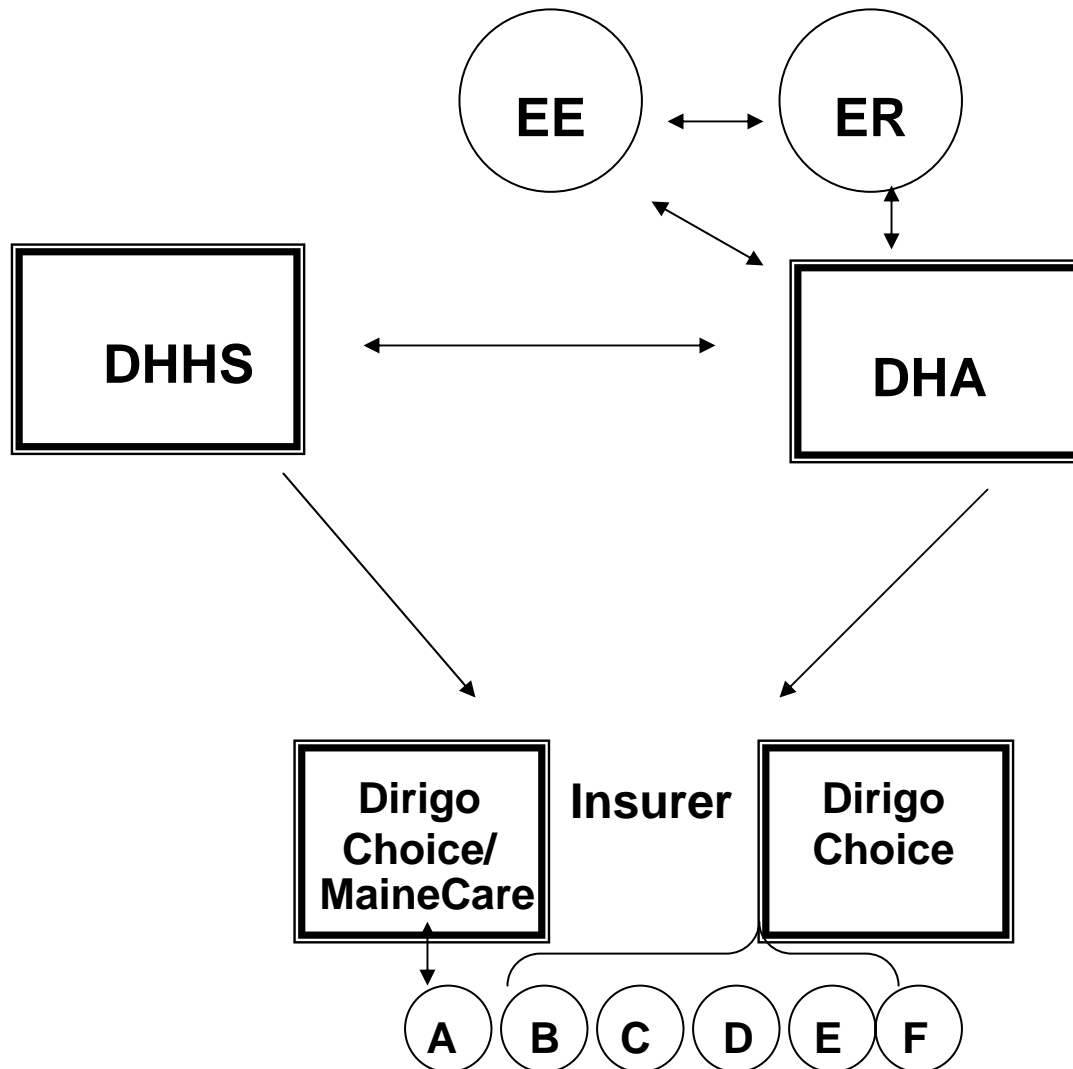 EE
ER
DHHS
DHA
Dirigo
Choice/
MaineCare
Insurer
Dirigo
Choice
A
B
C
D
E
F